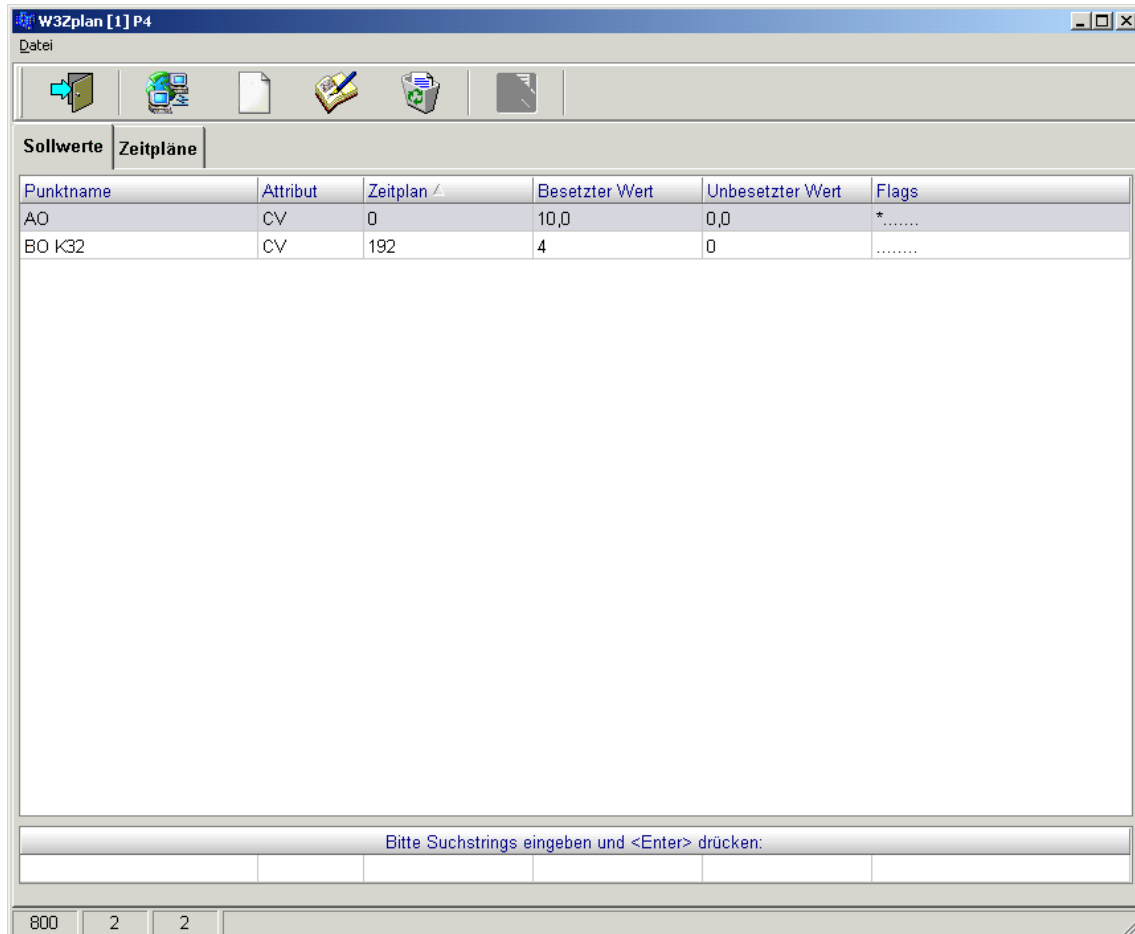 W3Zplan [1] P4
Datei
Sollwerte Zeitpläne
Punktname Attribut Zeitplan Besetzter Wert Unbesetzter Wert Flags
AO CV 0 10,0 0,0 *.......
BO K32 CV 192 4 0 ........
Bitte Suchstrings eingeben und <Enter> drücken:
800 2 2